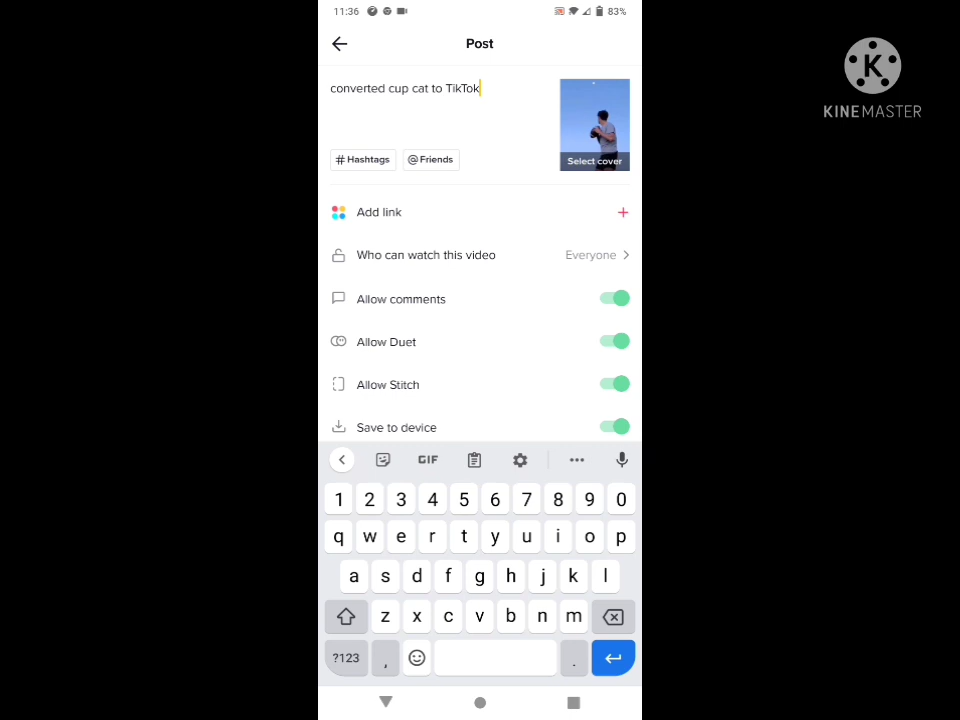 11:36
83%
Post
converted cup cat to TikTok
# Hashtags
@ Friends
Select cover
Add link
Who can watch this video
Everyone
Allow comments
Allow Duet
Allow Stitch
Save to device
GIF
1 2 3 4 5 6 7 8 9 0
q w e r t y u i o p
a s d f g h j k l
z x c v b n m
?123 , .
K
KINEMASTER